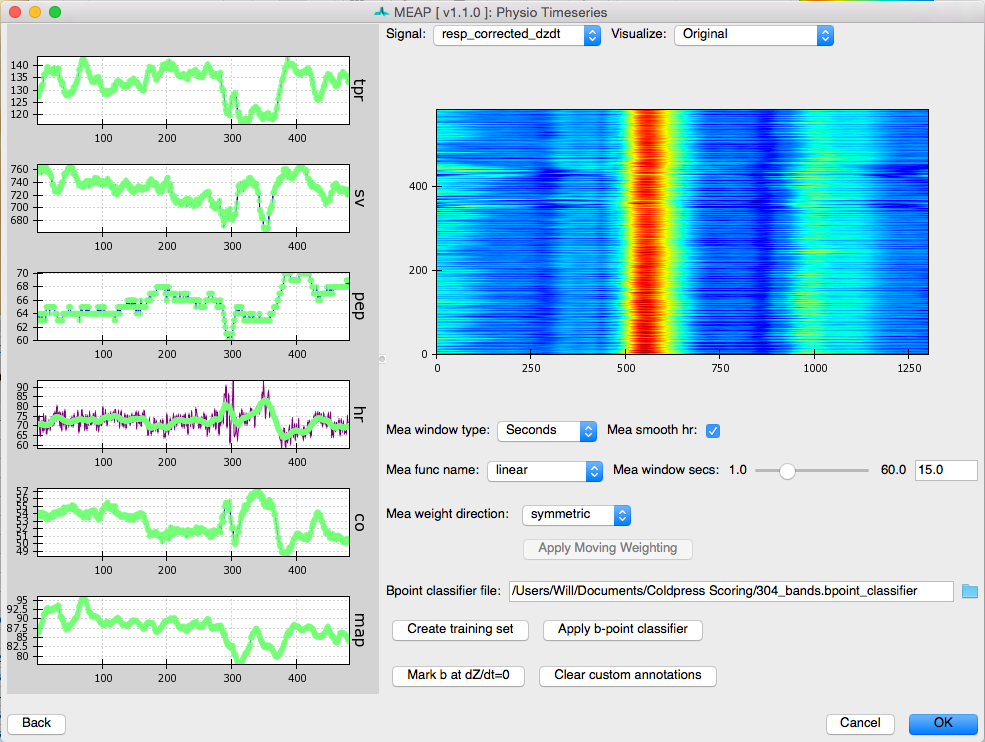 MEAP [ v1.1.0 ]: Physio Timeseries
Signal: resp_corrected_dzdt Visualize: Original
140
135
130
125
120
tpr
100 200 300 400
760
740
720
700
680
sv
100 200 300 400
70
68
66
64
62
60
pep
100 200 300 400
90
85
80
75
70
65
60
hr
100 200 300 400
57
56
55
54
53
52
51
50
49
co
100 200 300 400
95
92.5
90
87.5
85
82.5
80
map
100 200 300 400
400
200
0
0 250 500 750 1000 1250
Mea window type: Seconds Mea smooth hr:
Mea func name: linear Mea window secs: 1.0 60.0 15.0
Mea weight direction: symmetric
Apply Moving Weighting
Bpoint classifier file: /Users/Will/Documents/Coldpress Scoring/304_bands.bpoint_classifier
Create training set Apply b-point classifier
Mark b at dZ/dt=0 Clear custom annotations
Back Cancel OK